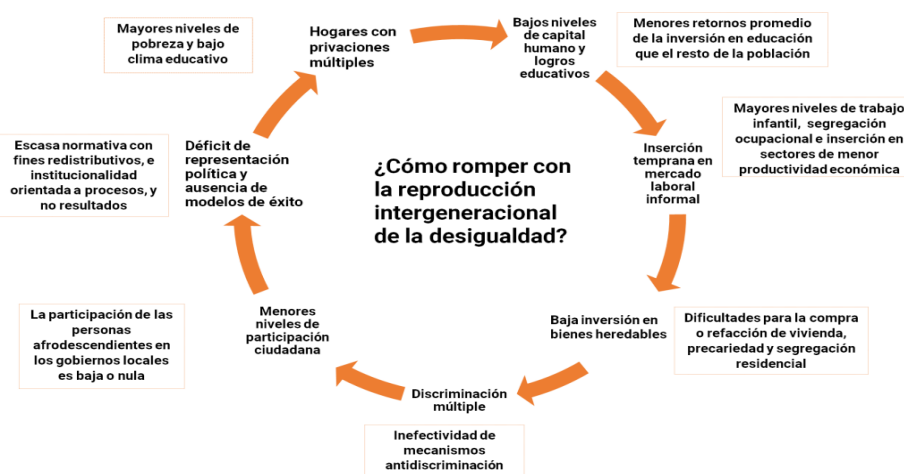 Mayores niveles de
pobreza y bajo
clima educativo
Hogares con
privaciones
múltiples
Bajos niveles
de capital
humano y
logros
educativos
Menores retornos promedio
de la inversión en educación
que el resto de la población
Mayores niveles de trabajo
infantil, segregación
ocupacional e inserción en
sectores de menor
productividad económica
Inserción
temprana en
mercado
laboral
informal
Escasa normativa con
fines redistributivos, e
institucionalidad
orientada a procesos, y
no resultados
Déficit de
representación
política y
ausencia de
modelos de éxito
¿Cómo romper con
la reproducción
intergeneracional
de la desigualdad?
Baja inversión en
bienes heredables
Dificultades para la compra
o refacción de vivienda,
precariedad y segregación
residencial
La participación de las
personas
afrodescendientes en
los gobiernos locales
es baja o nula
Menores
niveles de
participación
ciudadana
Discriminación
múltiple
Inefectividad de
mecanismos
antidiscriminación